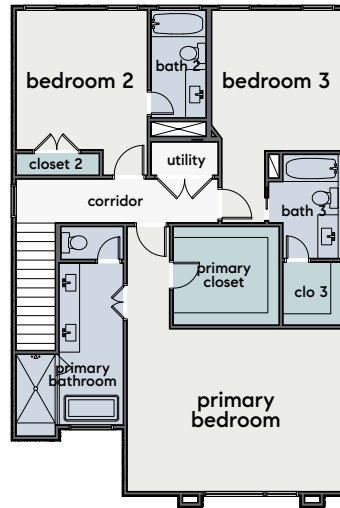 bedroom 2
bath 2
bedroom 3
closet 2
utility
corridor
bath 3
primary
closet
clo 3
primary
bathroom
primary
bedroom